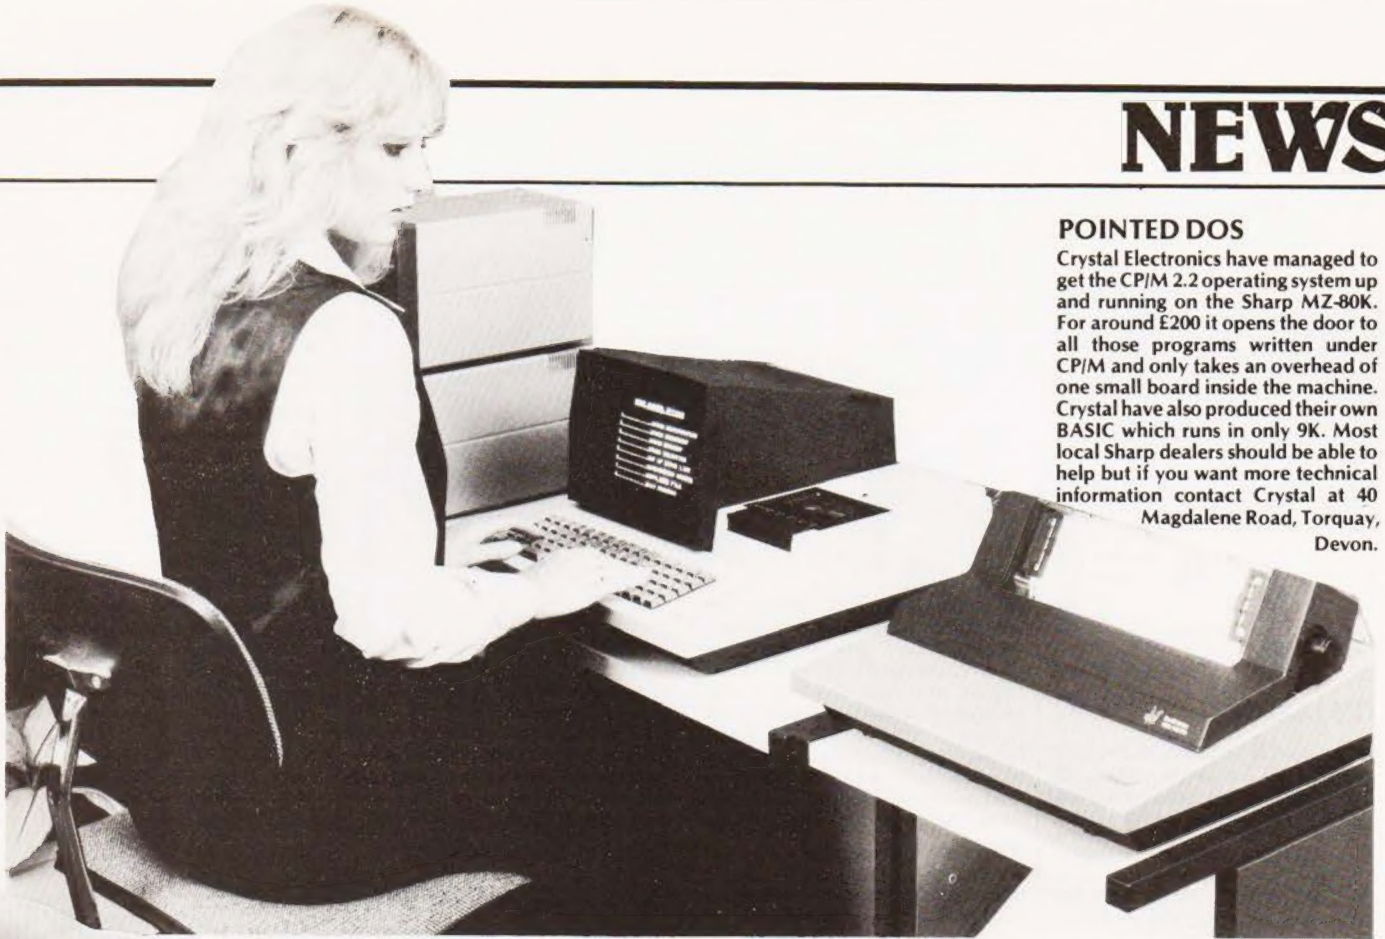 NEWS
POINTED DOS
Crystal Electronics have managed to
get the CP/M 2.2 operating system up
and running on the Sharp MZ-80K.
For around £200 it opens the door to
all those programs written under
CP/M and only takes an overhead of
one small board inside the machine.
Crystal have also produced their own
BASIC which runs in only 9K. Most
local Sharp dealers should be able to
help but if you want more technical
information contact Crystal at 40
Magdalene Road, Torquay,
Devon.